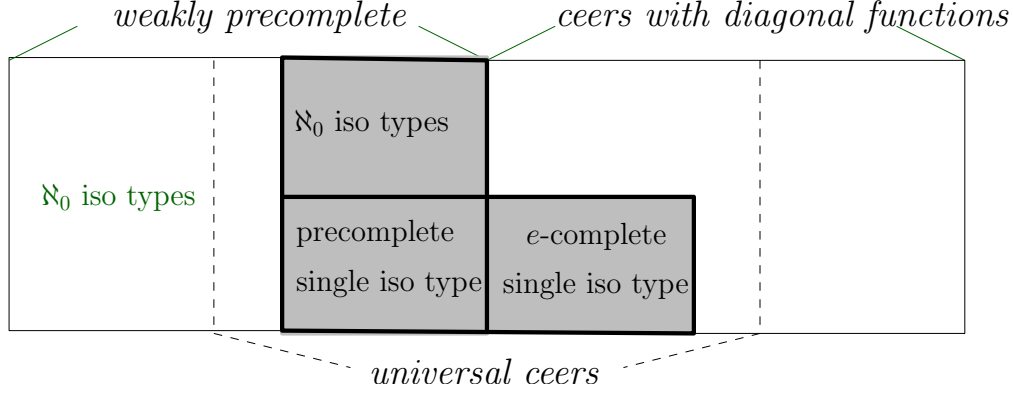 weakly precomplete
ceers with diagonal functions
ℵ₀ iso types
ℵ₀ iso types
precomplete
single iso type
e-complete
single iso type
universal ceers